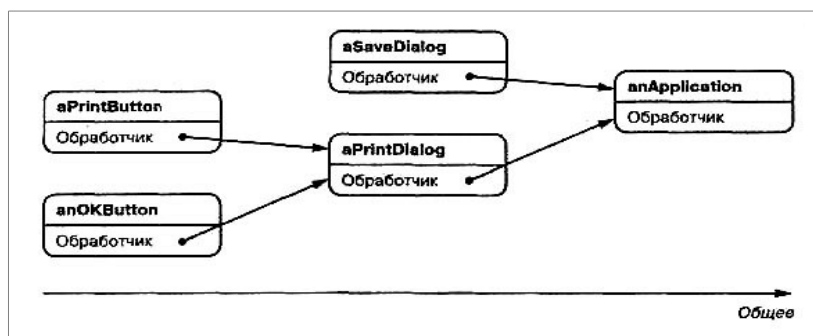 aSaveDialog
Обработчик
anApplication
Обработчик
aPrintButton
Обработчик
aPrintDialog
Обработчик
anOKButton
Обработчик
Общее